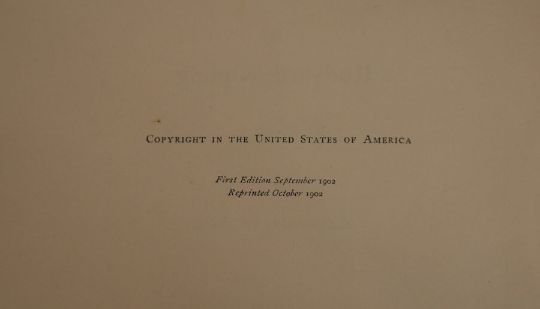 Copyright in the United States of America
First Edition September 1902
Reprinted October 1902